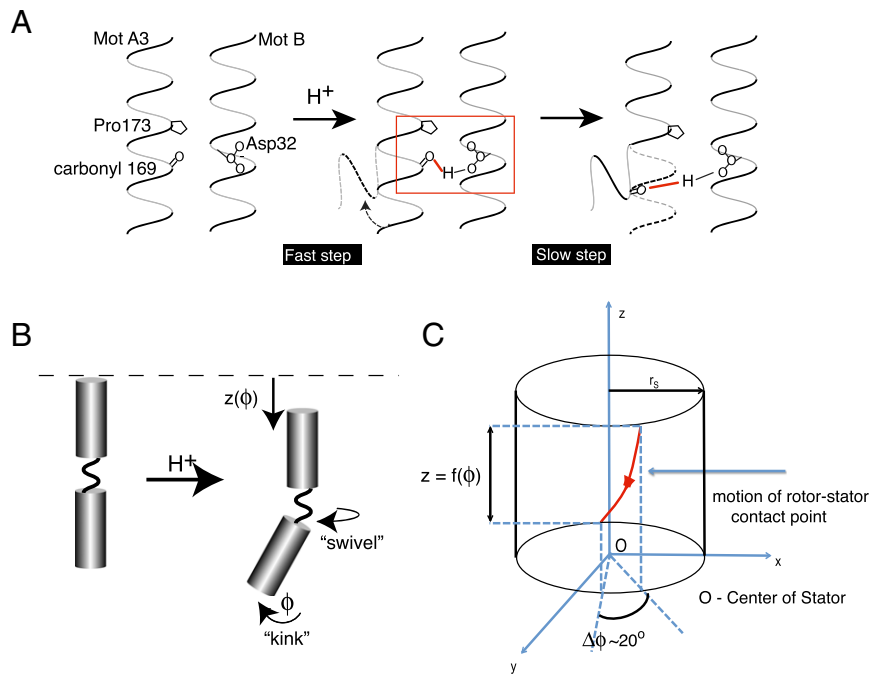 A
Mot A3
Mot B
H+
Pro173
Asp32
carbonyl 169
O
O
O
-
O
H
O
O
O
O
H
O
O
O
Fast step
Slow step
B
z(ϕ)
H+
"swivel"
ϕ
"kink"
C
z
rS
z = f(ϕ)
motion of rotor-stator
contact point
O
x
O - Center of Stator
Δϕ~20o
y